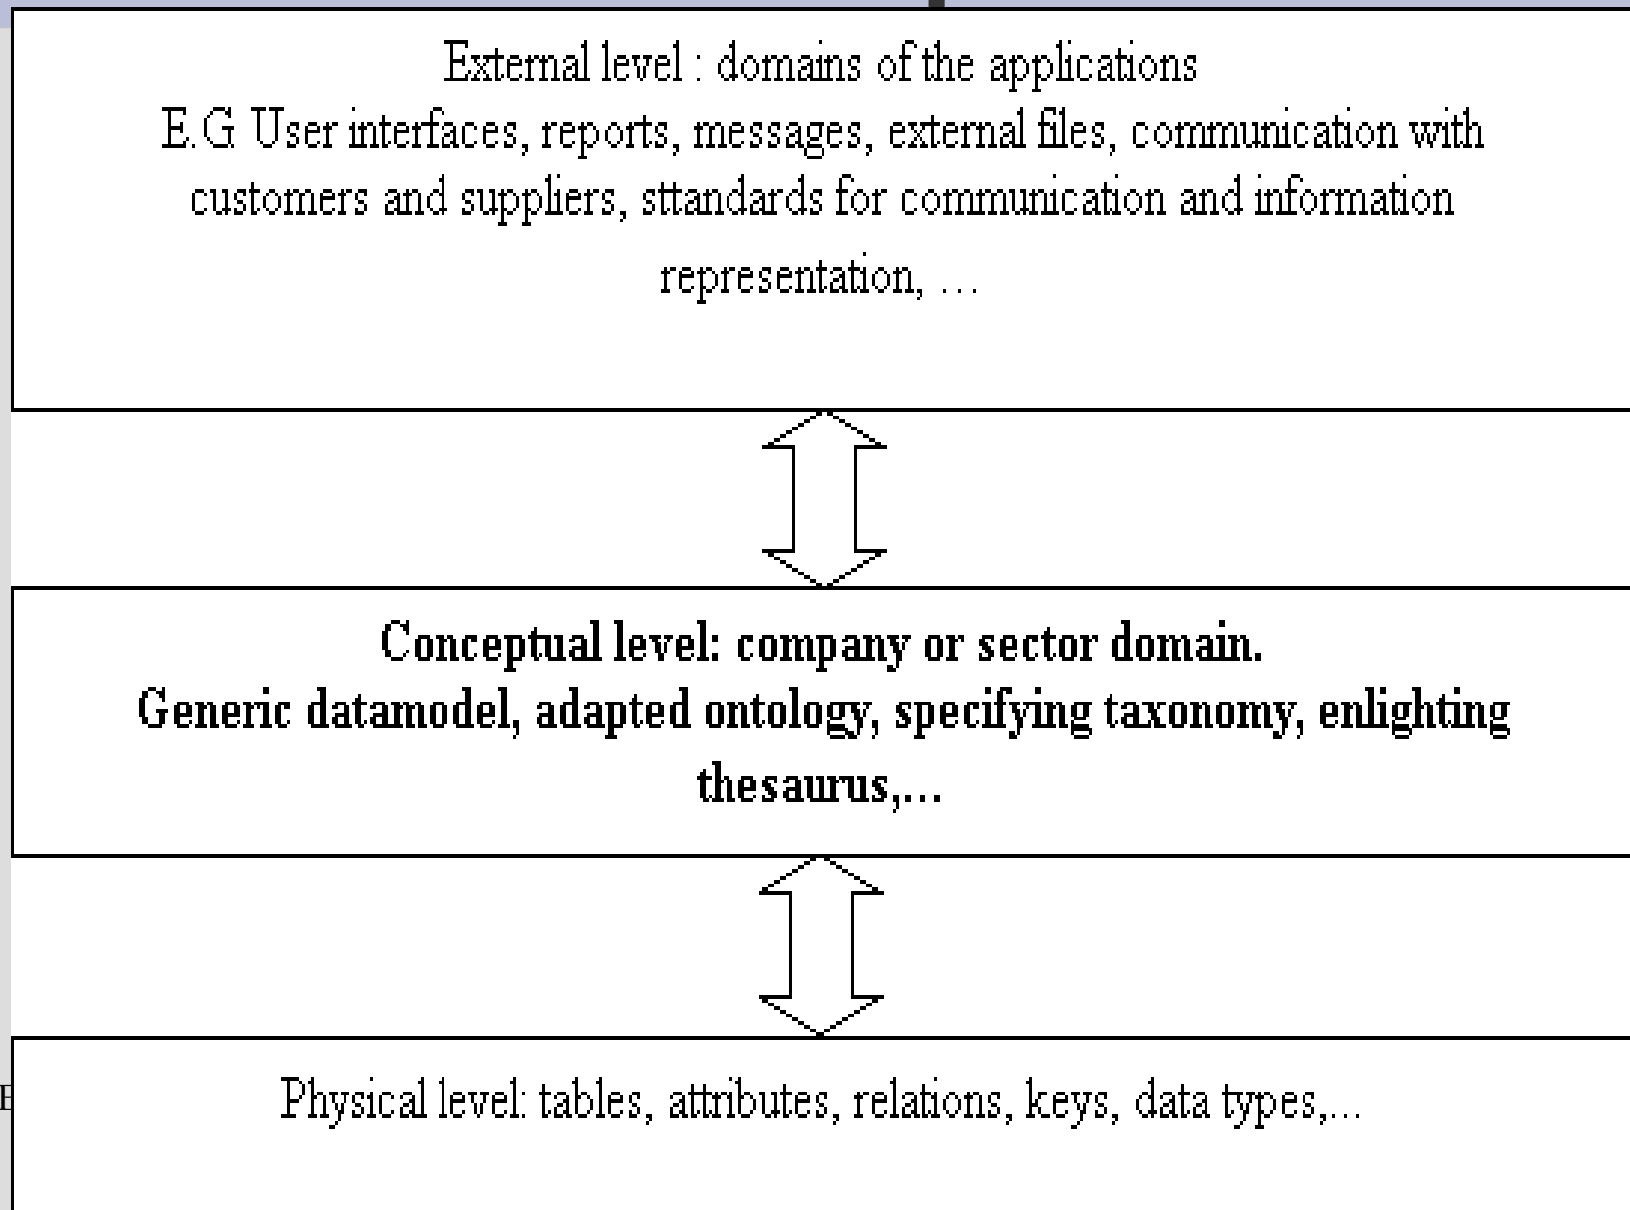 External level : domains of the applications
E.G User interfaces, reports, messages, external files, communication with
customers and suppliers, sttandards for communication and information
representation, …
Conceptual level: company or sector domain.
Generic datamodel, adapted ontology, specifying taxonomy, enlighting
thesaurus,...
Physical level: tables, attributes, relations, keys, data types,...